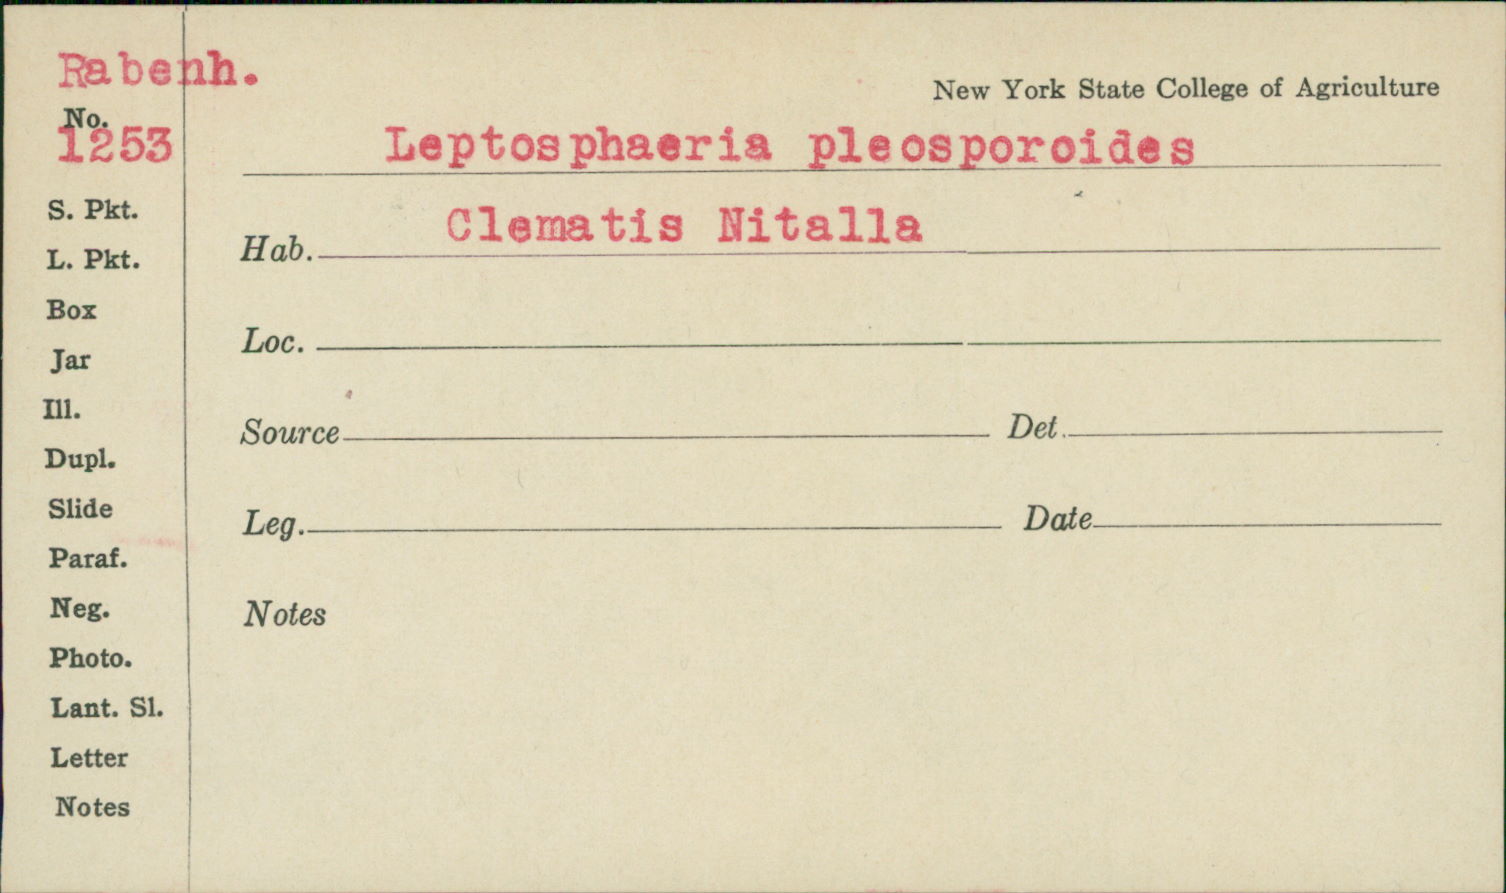 Rabenh.
New York State College of Agriculture
No.
1253
Leptosphaeria pleosporoides
S. Pkt.
Hab. Clematis Nitalla
L. Pkt.
Box
Loc.
Jar
Ill.
Source Det.
Dupl.
Slide
Leg. Date
Paraf.
Neg.
Notes
Photo.
Lant. Sl.
Letter
Notes